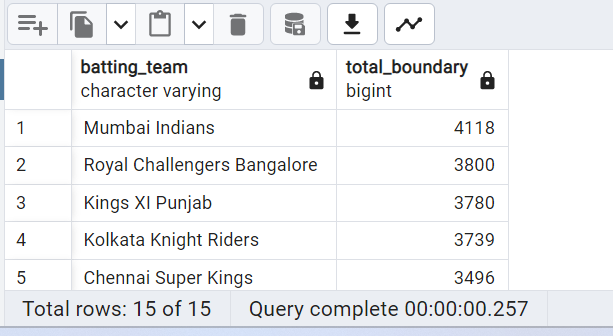 batting_team total_boundary
character varying bigint
1 Mumbai Indians 4118
2 Royal Challengers Bangalore 3800
3 Kings XI Punjab 3780
4 Kolkata Knight Riders 3739
5 Chennai Super Kings 3496
Total rows: 15 of 15 Query complete 00:00:00.257